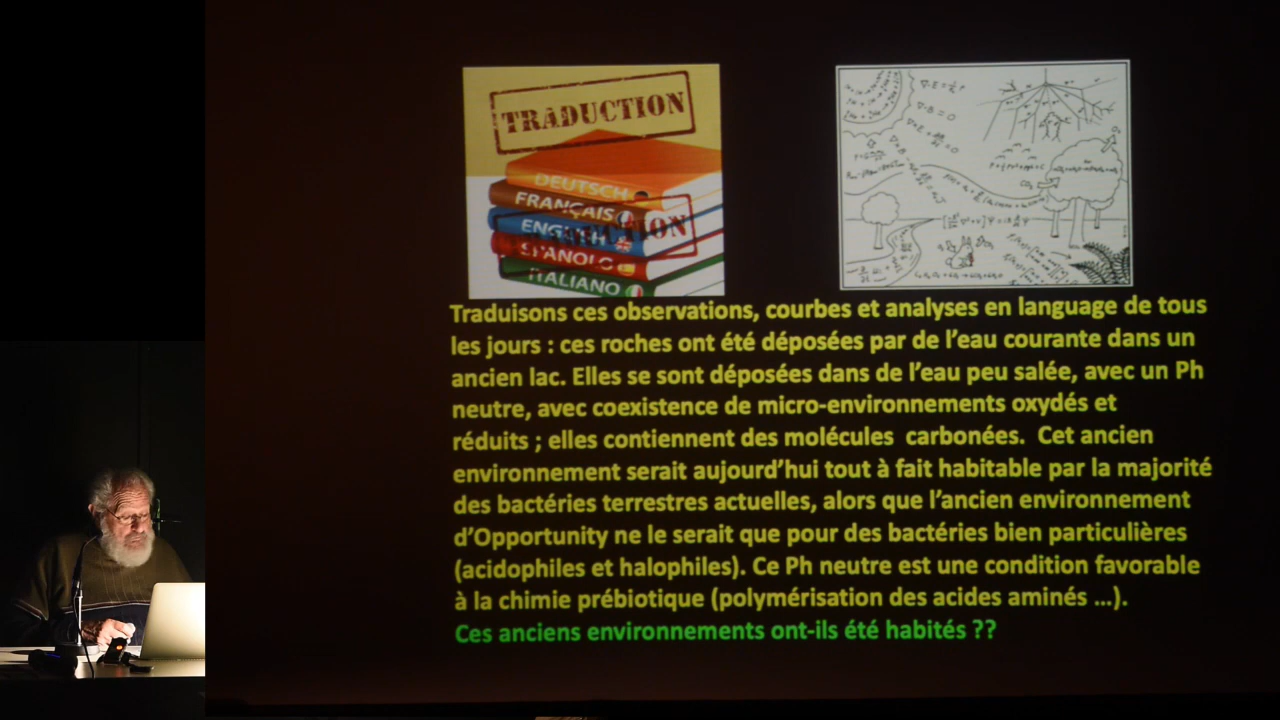 TRADUCTION
DEUTSCH
FRANÇAIS
ENGLISH
ITALIANO
Traduisons ces observations, courbes et analyses en language de tous
les jours : ces roches ont été déposées par de l’eau courante dans un
ancien lac. Elles se sont déposées dans de l’eau peu salée, avec un Ph
neutre, avec coexistence de micro-environnements oxydés et
réduits ; elles contiennent des molécules carbonées. Cet ancien
environnement serait aujourd’hui tout à fait habitable par la majorité
des bactéries terrestres actuelles, alors que l’ancien environnement
d’Opportunity ne le serait que pour des bactéries bien particulières
(acidophiles et halophiles). Ce Ph neutre est une condition favorable
à la chimie prébiotique (polymérisation des acides aminés ...).
Ces anciens environnements ont-ils été habités ??